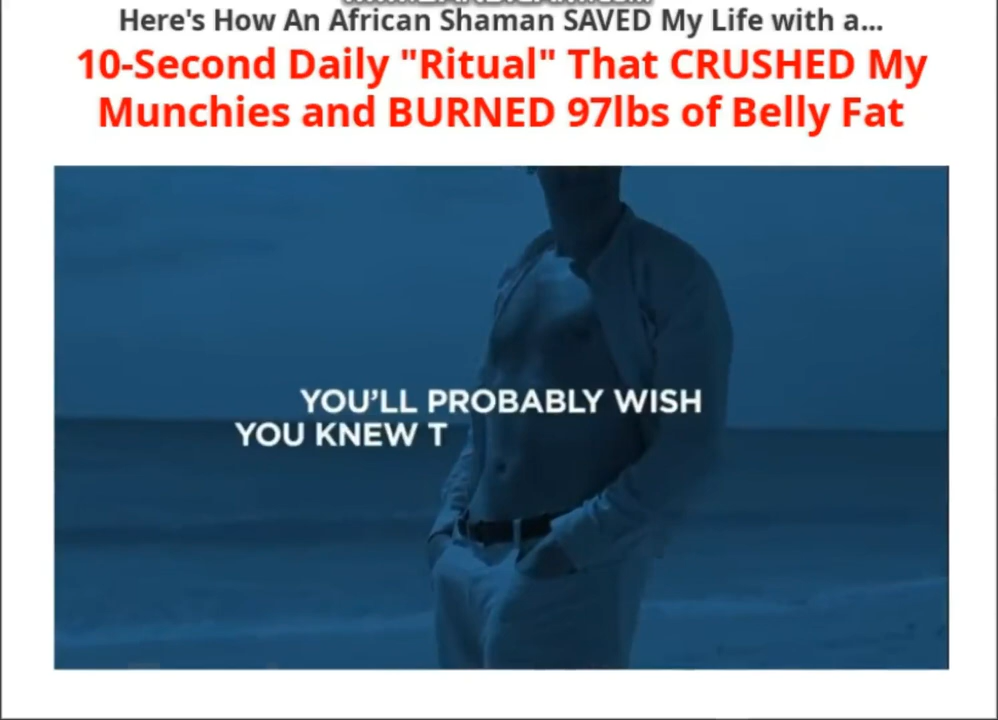 Here's How An African Shaman SAVED My Life with a...
10-Second Daily "Ritual" That CRUSHED My
Munchies and BURNED 97lbs of Belly Fat
YOU'LL PROBABLY WISH
YOU KNEW T